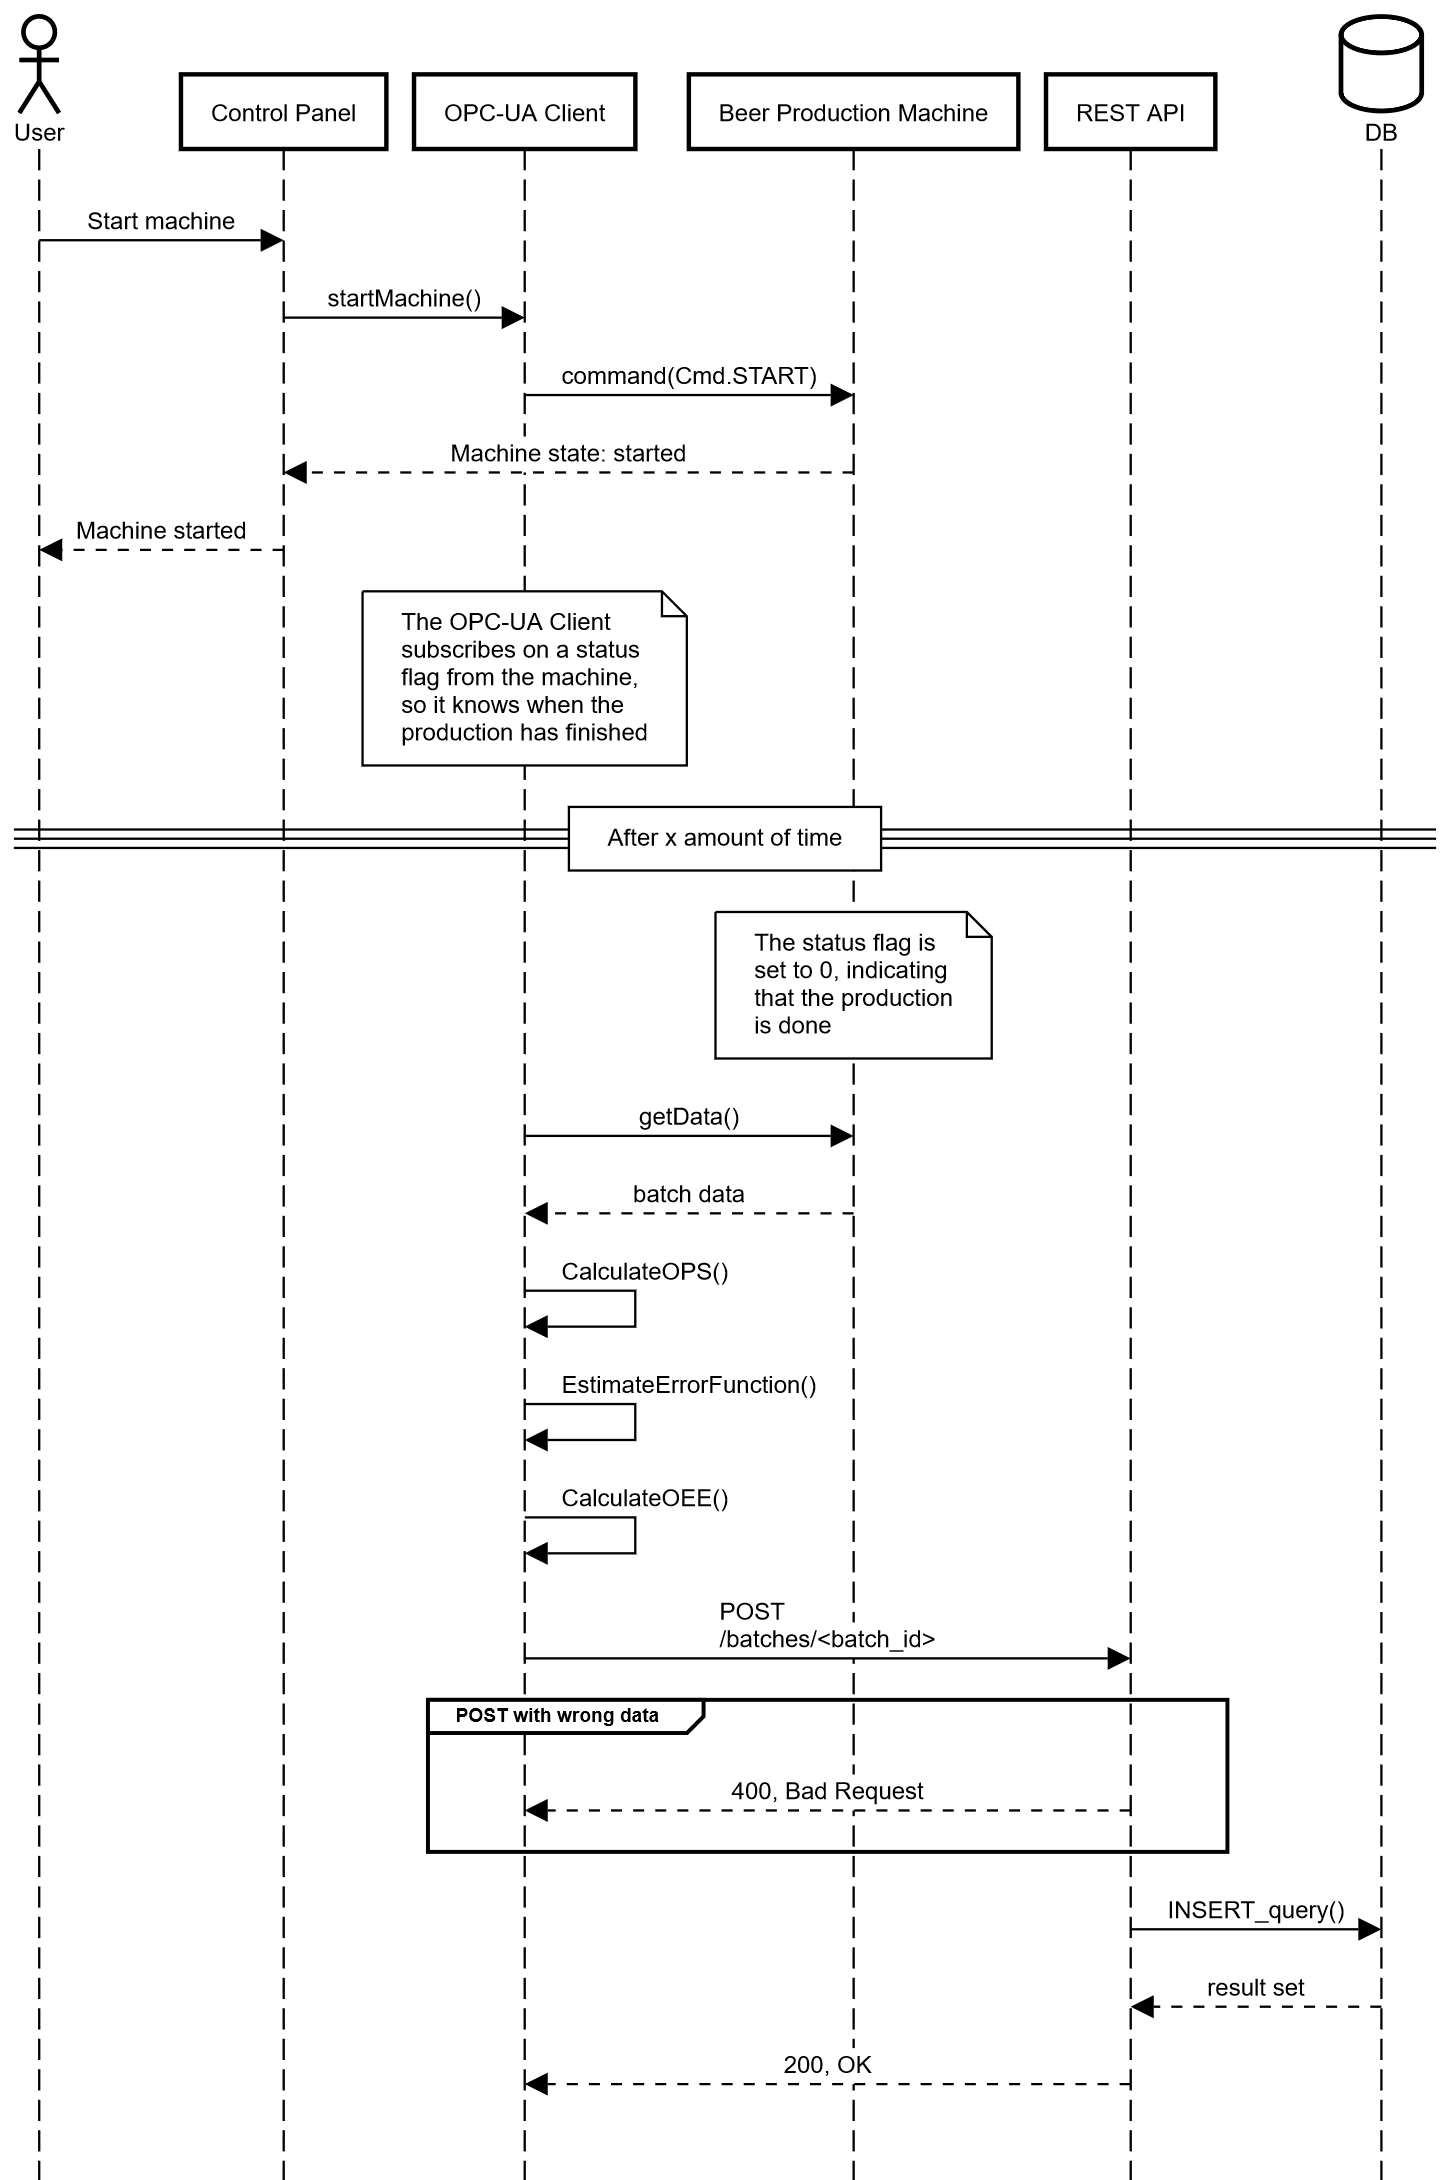 User
Control Panel
OPC-UA Client
Beer Production Machine
REST API
DB
Start machine
startMachine()
command(Cmd.START)
Machine state: started
Machine started
The OPC-UA Client
subscribes on a status
flag from the machine,
so it knows when the
production has finished
After x amount of time
The status flag is
set to 0, indicating
that the production
is done
getData()
batch data
CalculateOPS()
EstimateErrorFunction()
CalculateOEE()
POST
/batches/<batch_id>
POST with wrong data
400, Bad Request
INSERT_query()
result set
200, OK